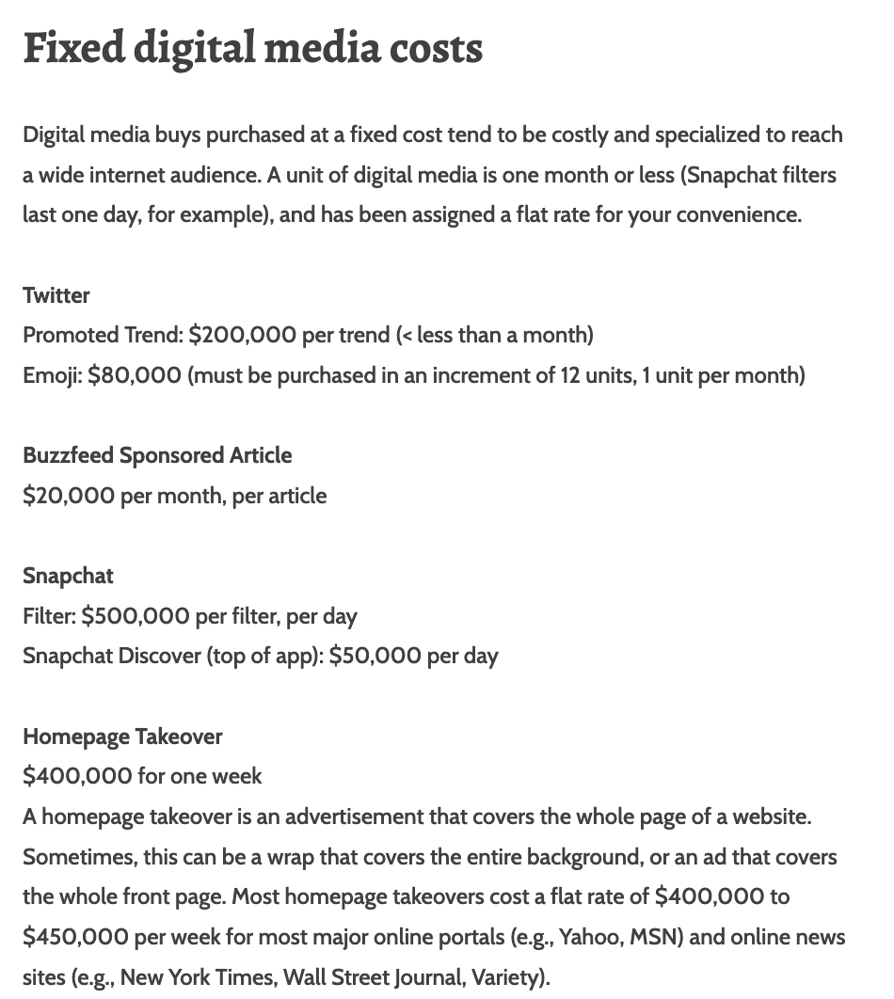 Fixed digital media costs
Digital media buys purchased at a fixed cost tend to be costly and specialized to reach
a wide internet audience. A unit of digital media is one month or less (Snapchat filters
last one day, for example), and has been assigned a flat rate for your convenience.
Twitter
Promoted Trend: $200,000 per trend (< less than a month)
Emoji: $80,000 (must be purchased in an increment of 12 units, 1 unit per month)
Buzzfeed Sponsored Article
$20,000 per month, per article
Snapchat
Filter: $500,000 per filter, per day
Snapchat Discover (top of app): $50,000 per day
Homepage Takeover
$400,000 for one week
A homepage takeover is an advertisement that covers the whole page of a website.
Sometimes, this can be a wrap that covers the entire background, or an ad that covers
the whole front page. Most homepage takeovers cost a flat rate of $400,000 to
$450,000 per week for most major online portals (e.g., Yahoo, MSN) and online news
sites (e.g., New York Times, Wall Street Journal, Variety).